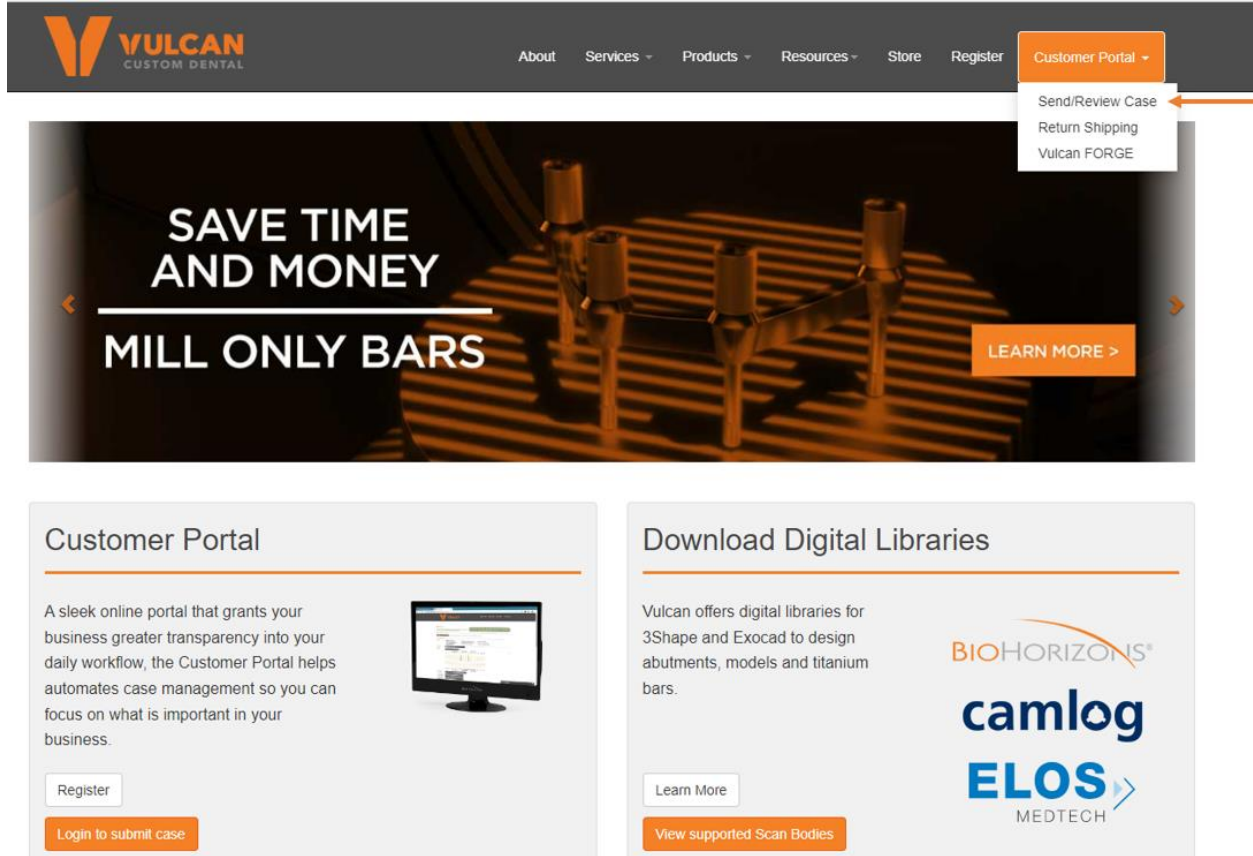 VULCAN
CUSTOM DENTAL
About Services Products Resources Store Register Customer Portal
Send/Review Case
Return Shipping
Vulcan FORGE
SAVE TIME
AND MONEY
MILL ONLY BARS
LEARN MORE >
Customer Portal
A sleek online portal that grants your
business greater transparency into your
daily workflow, the Customer Portal helps
automates case management so you can
focus on what is important in your
business.
Register
Login to submit case
Download Digital Libraries
Vulcan offers digital libraries for
3Shape and Exocad to design
abutments, models and titanium
bars.
Learn More
View supported Scan Bodies
BIOHORIZONS®
camlog
ELOS
MEDTECH